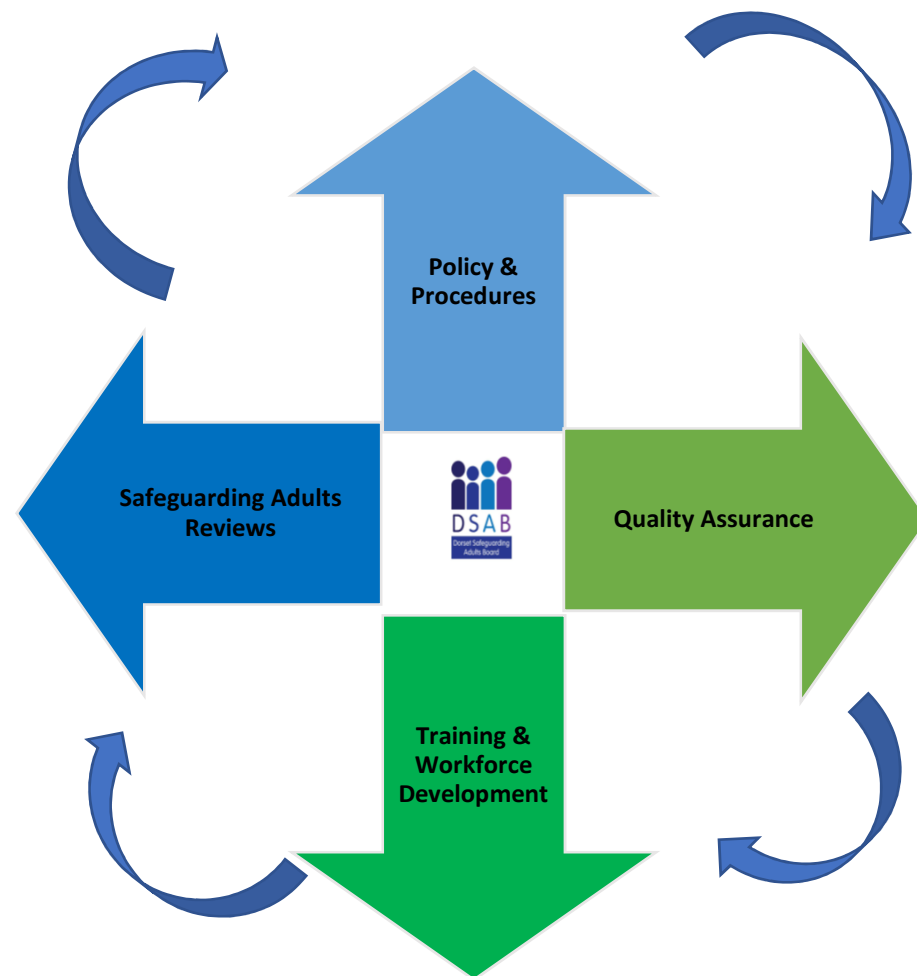 Policy &
Procedures
Safeguarding Adults
Reviews
DSAB
Dorset Safeguarding
Adults Board
Quality Assurance
Training &
Workforce
Development